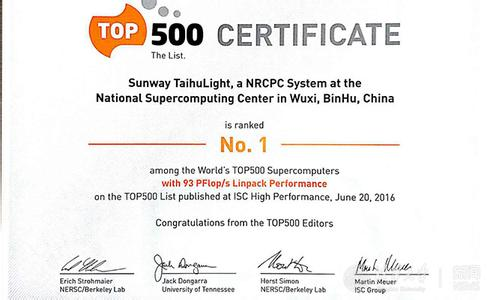 TOP 500 CERTIFICATE
The List.
Sunway TaihuLight, a NRCPC System at the
National Supercomputing Center in Wuxi, BinHu, China
is ranked
No. 1
among the World's TOP500 Supercomputers
with 93 PFlop/s Linpack Performance
on the TOP500 List published at ISC High Performance, June 20, 2016
Congratulations from the TOP500 Editors
Erich Strohmaier
NERSC/Berkeley Lab
Jack Dongarra
University of Tennessee
Horst Simon
NERSC/Berkeley Lab
Martin Meuer
ISC Group